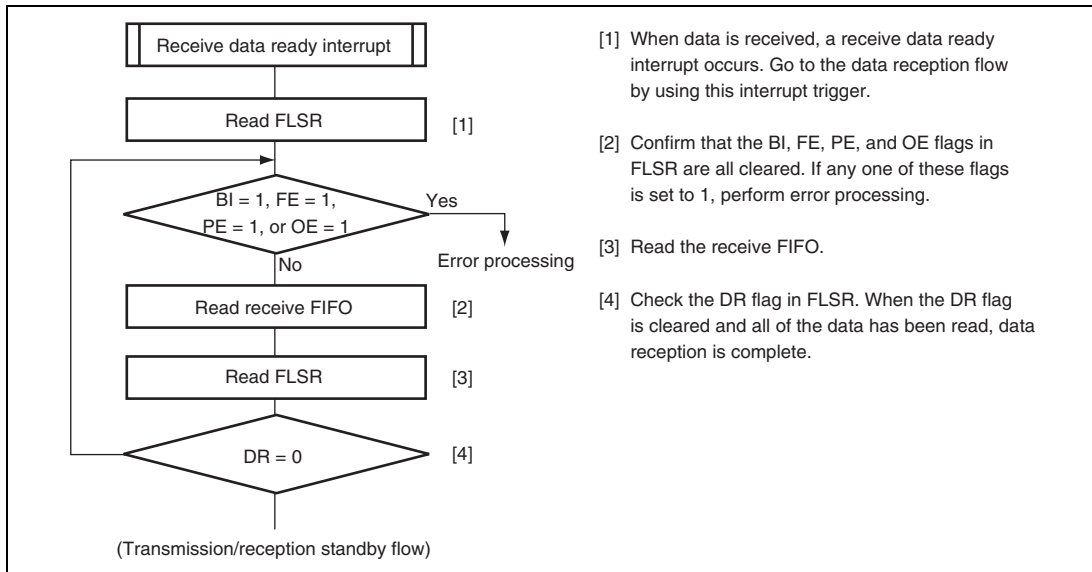 Receive data ready interrupt
Read FLSR
[1]
BI = 1, FE = 1,
PE = 1, or OE = 1
Yes
Error processing
No
Read receive FIFO
[2]
Read FLSR
[3]
DR = 0
[4]
(Transmission/reception standby flow)
[1] When data is received, a receive data ready
interrupt occurs. Go to the data reception flow
by using this interrupt trigger.
[2] Confirm that the BI, FE, PE, and OE flags in
FLSR are all cleared. If any one of these flags
is set to 1, perform error processing.
[3] Read the receive FIFO.
[4] Check the DR flag in FLSR. When the DR flag
is cleared and all of the data has been read, data
reception is complete.